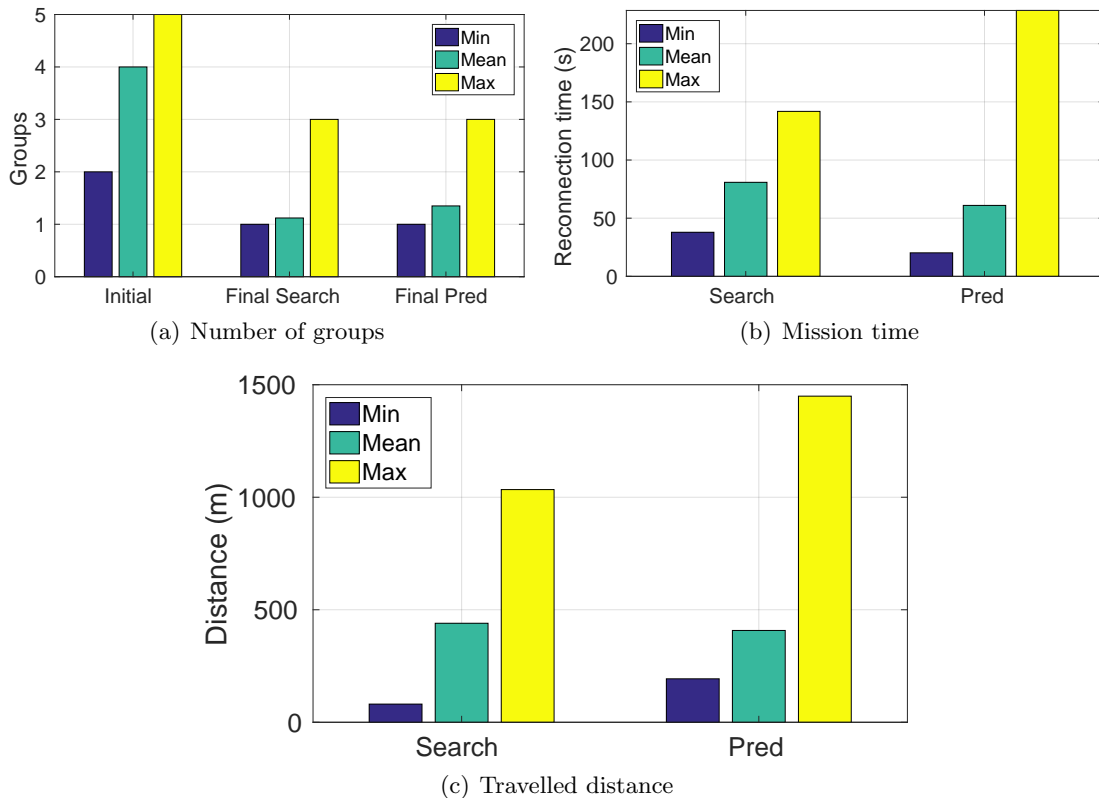 5
4
3
2
1
0
Groups
Min
Mean
Max
Initial
Final Search
Final Pred
(a) Number of groups
200
150
100
50
0
Reconnection time (s)
Min
Mean
Max
Search
Pred
(b) Mission time
1500
1000
500
0
Distance (m)
Min
Mean
Max
Search
Pred
(c) Travelled distance